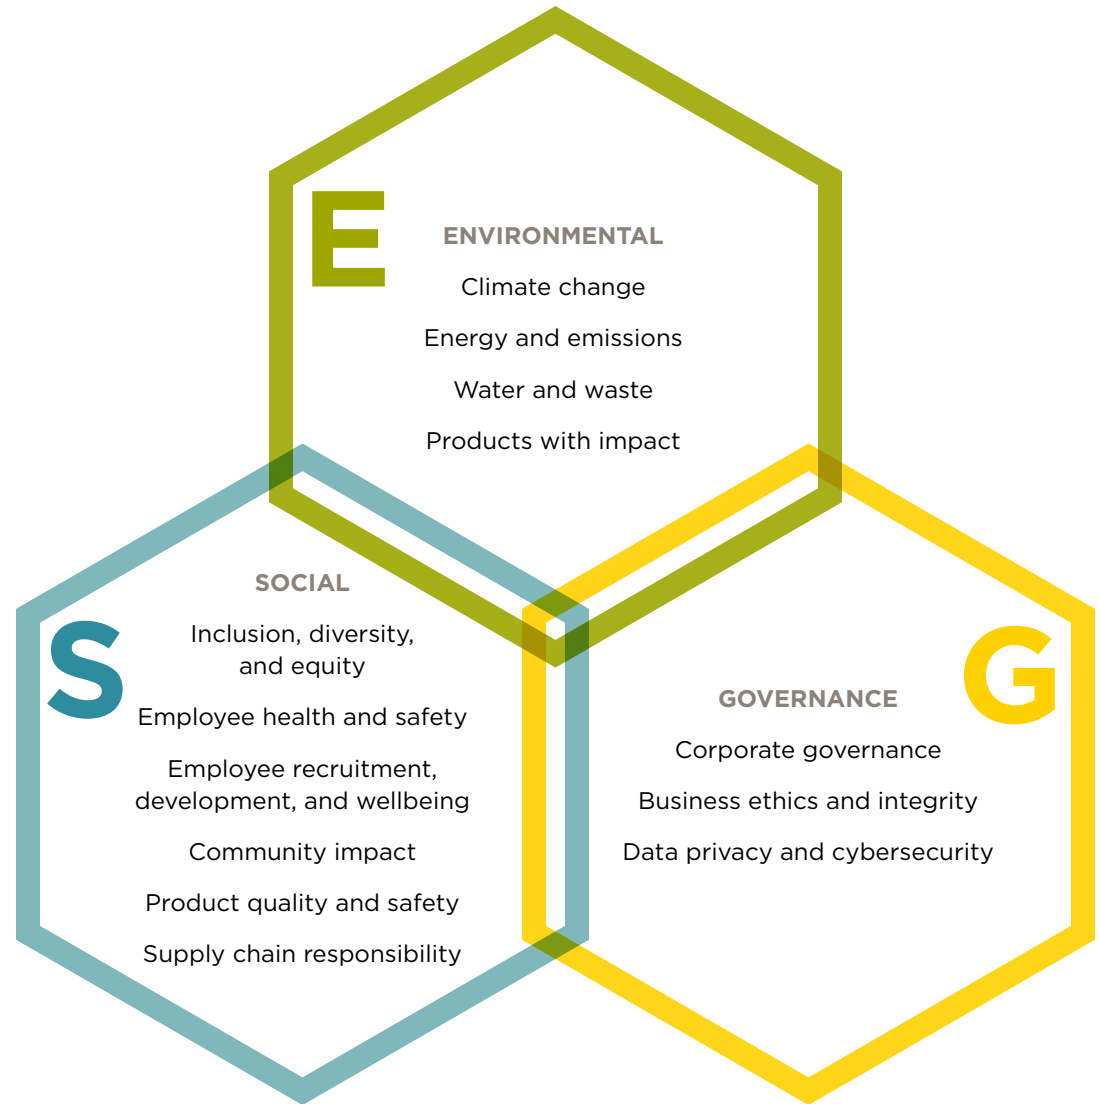 E
ENVIRONMENTAL
Climate change
Energy and emissions
Water and waste
Products with impact
S
SOCIAL
Inclusion, diversity,
and equity
Employee health and safety
Employee recruitment,
development, and wellbeing
Community impact
Product quality and safety
Supply chain responsibility
G
GOVERNANCE
Corporate governance
Business ethics and integrity
Data privacy and cybersecurity